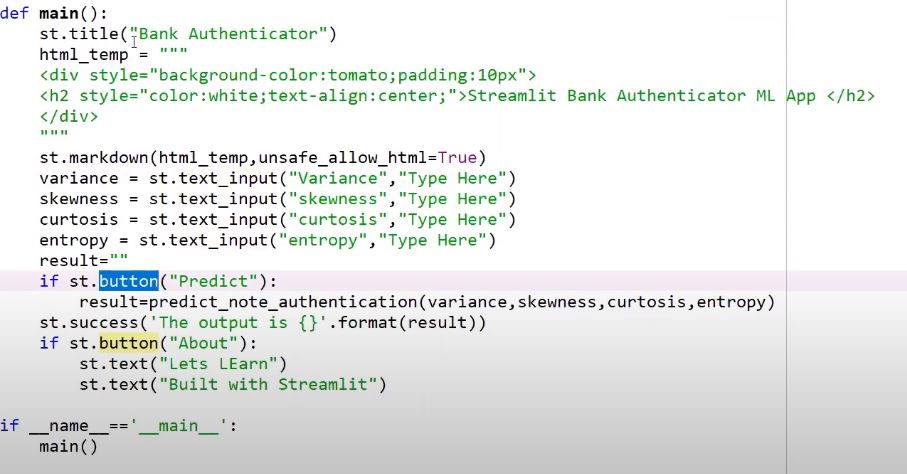 def main():
    st.title("Bank Authenticator")
    html_temp = """
    <div style="background-color:tomato;padding:10px">
    <h2 style="color:white;text-align:center;">Streamlit Bank Authenticator ML App </h2>
    </div>
    """
    st.markdown(html_temp,unsafe_allow_html=True)
    variance = st.text_input("Variance","Type Here")
    skewness = st.text_input("skewness","Type Here")
    curtosis = st.text_input("curtosis","Type Here")
    entropy = st.text_input("entropy","Type Here")
    result=""
    if st.button("Predict"):
        result=predict_note_authentication(variance,skewness,curtosis,entropy)
    st.success('The output is {}'.format(result))
    if st.button("About"):
        st.text("Lets LEarn")
        st.text("Built with Streamlit")
if __name__=='__main__':
    main()